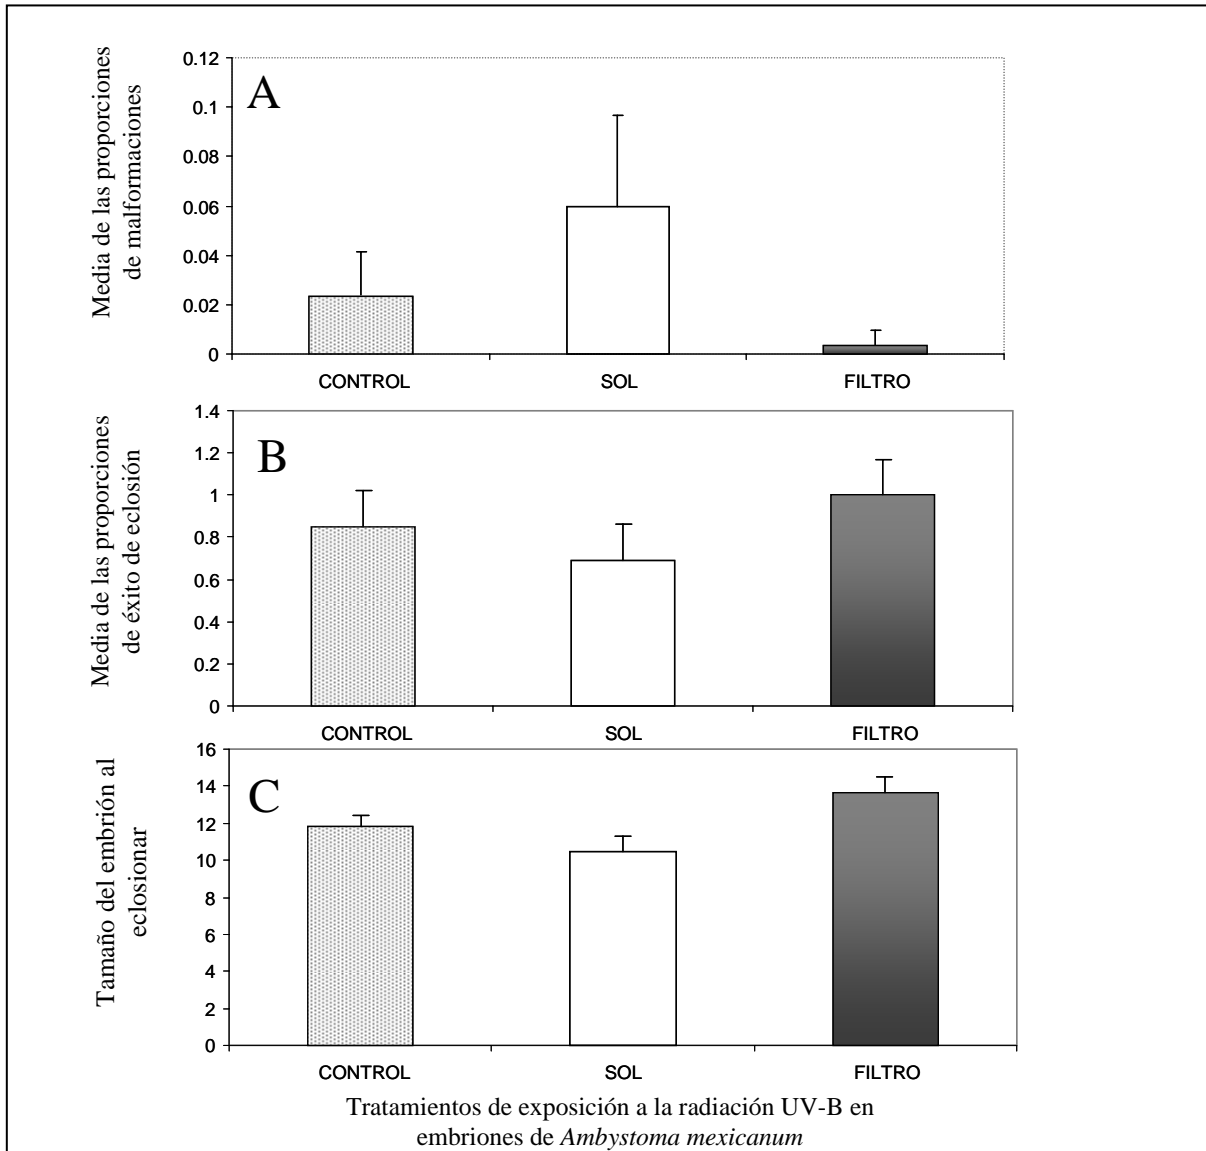 Media de las proporciones
de malformaciones
0.12
0.1
0.08
0.06
0.04
0.02
0
A
CONTROL
SOL
FILTRO
Media de las proporciones
de éxito de eclosión
1.4
1.2
1
0.8
0.6
0.4
0.2
0
B
CONTROL
SOL
FILTRO
Tamaño del embrión al
eclosionar
16
14
12
10
8
6
4
2
0
C
CONTROL
SOL
FILTRO
Tratamientos de exposición a la radiación UV-B en
embriones de Ambystoma mexicanum